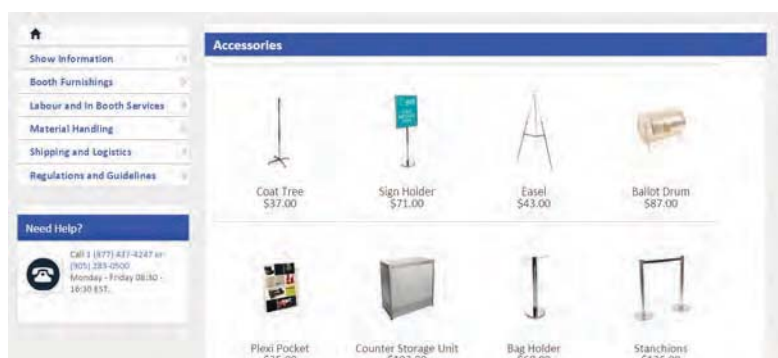 Show Information
Booth Furnishings
Labour and In Booth Services
Material Handling
Shipping and Logistics
Regulations and Guidelines
Need Help?
Call 1 (877) 437-4247 or
(905) 283-0500
Monday - Friday 08:30 -
16:30 EST.
Accessories
Coat Tree
$37.00
Sign Holder
$71.00
Easel
$43.00
Ballot Drum
$87.00
Plexi Pocket
Counter Storage Unit
Bag Holder
Stanchions